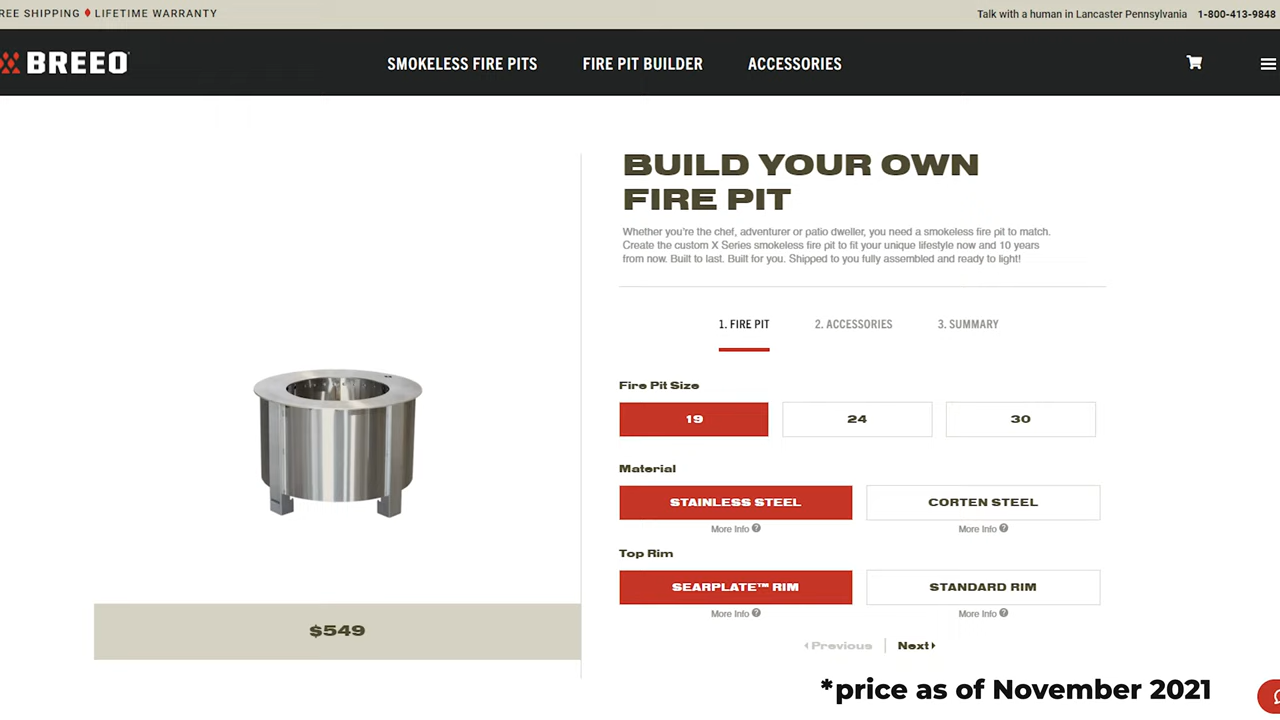 REE SHIPPING LIFETIME WARRANTY
Talk with a human in Lancaster Pennsylvania 1-800-413-9848
BREEO
SMOKELESS FIRE PITS FIRE PIT BUILDER ACCESSORIES
BUILD YOUR OWN
FIRE PIT
Whether you're the chef, adventurer or patio dweller, you need a smokeless fire pit to match.
Create the custom X Series smokeless fire pit to fit your unique lifestyle now and 10 years
from now. Built to last. Built for you. Shipped to you fully assembled and ready to light!
1. FIRE PIT 2. ACCESSORIES 3. SUMMARY
Fire Pit Size
19 24 30
Material
STAINLESS STEEL CORTEN STEEL
More Info ? More Info ?
Top Rim
SEARPLATE™ RIM STANDARD RIM
More Info ? More Info ?
$549
Previous | Next
*price as of November 2021